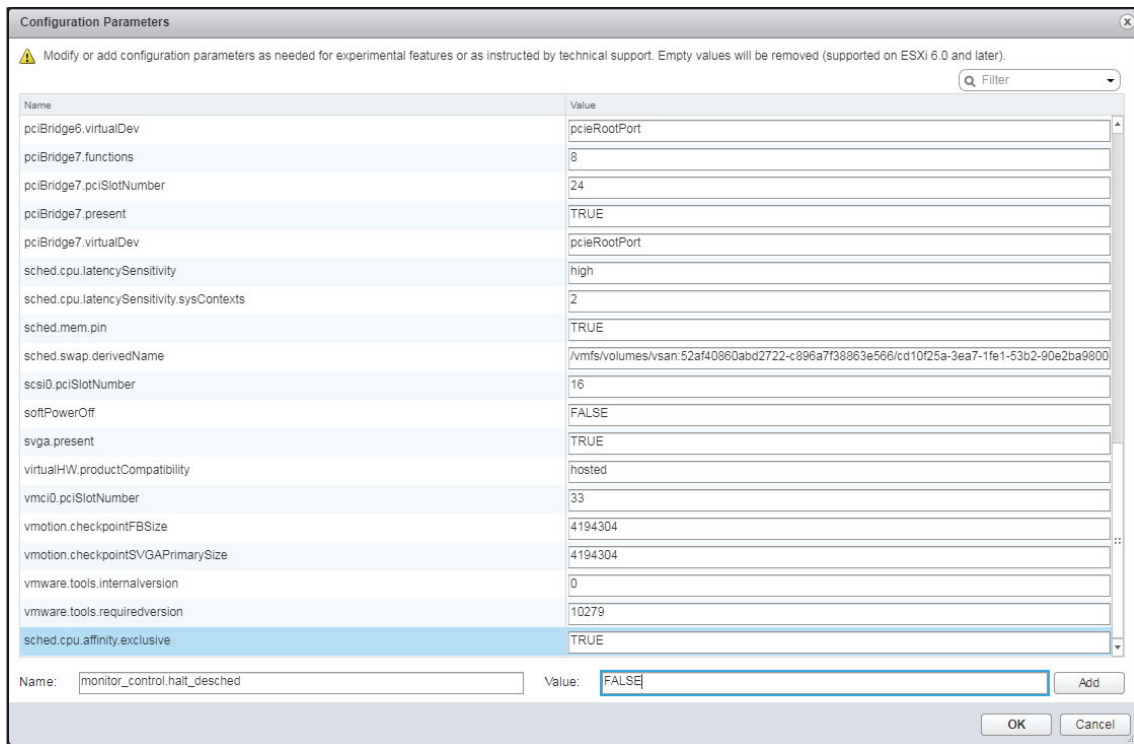 Configuration Parameters
Modify or add configuration parameters as needed for experimental features or as instructed by technical support. Empty values will be removed (supported on ESXi 6.0 and later).
Filter
Name Value
pciBridge6.virtualDev pcieRootPort
pciBridge7.functions 8
pciBridge7.pciSlotNumber 24
pciBridge7.present TRUE
pciBridge7.virtualDev pcieRootPort
sched.cpu.latencySensitivity high
sched.cpu.latencySensitivity.sysContexts 2
sched.mem.pin TRUE
sched.swap.derivedName /vmfs/volumes/vsan:52af40860abd2722-c896a7f38863e566/cd10f25a-3ea7-1fe1-53b2-90e2ba9800
scsi0.pciSlotNumber 16
softPowerOff FALSE
svga.present TRUE
virtualHW.productCompatibility hosted
vmci0.pciSlotNumber 33
vmotion.checkpointFBSize 4194304
vmotion.checkpointSVGAPrimarySize 4194304
vmware.tools.internalversion 0
vmware.tools.requiredversion 10279
sched.cpu.affinity.exclusive TRUE
Name: monitor_control.halt_desched Value: FALSE Add
OK Cancel